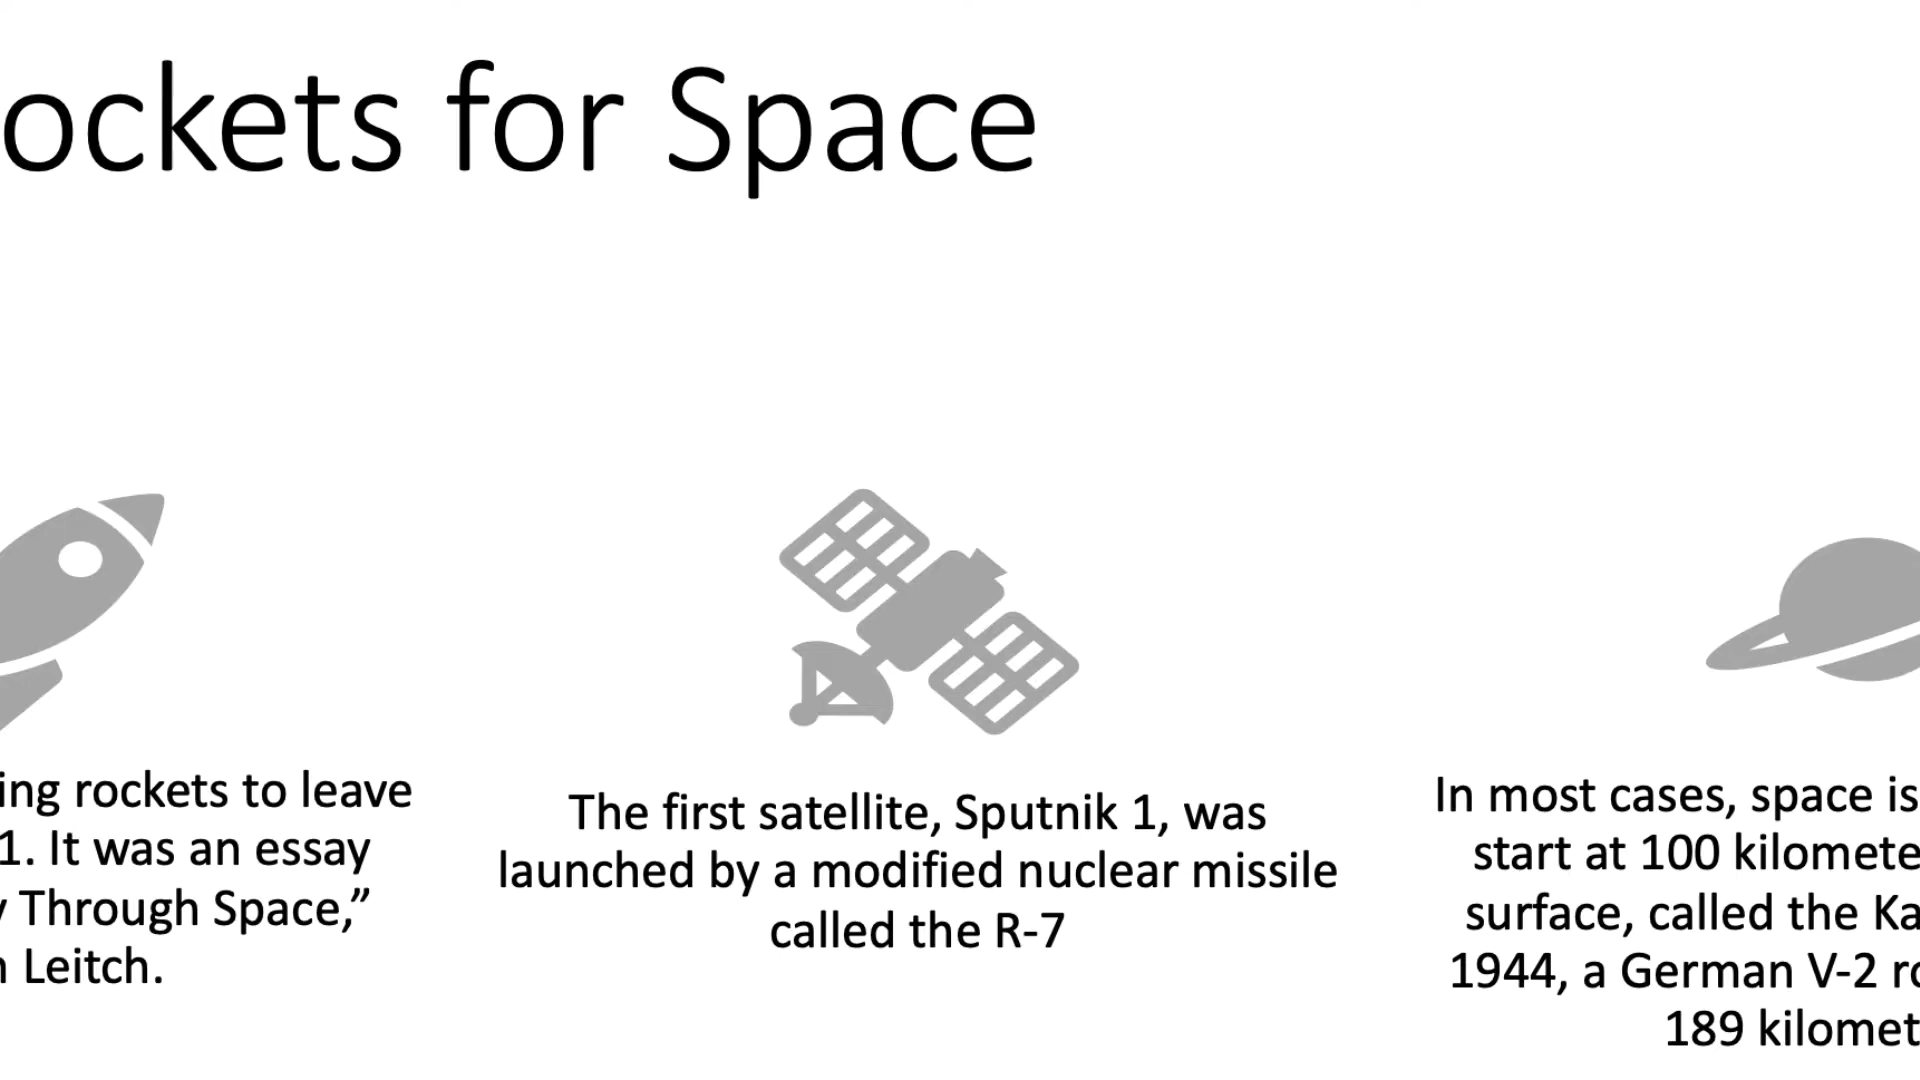 ockets for Space
ing rockets to leave
1. It was an essay
Through Space,”
Leitch.
The first satellite, Sputnik 1, was
launched by a modified nuclear missile
called the R-7
In most cases, space is
start at 100 kilomete
surface, called the Ka
1944, a German V-2 ro
189 kilomet